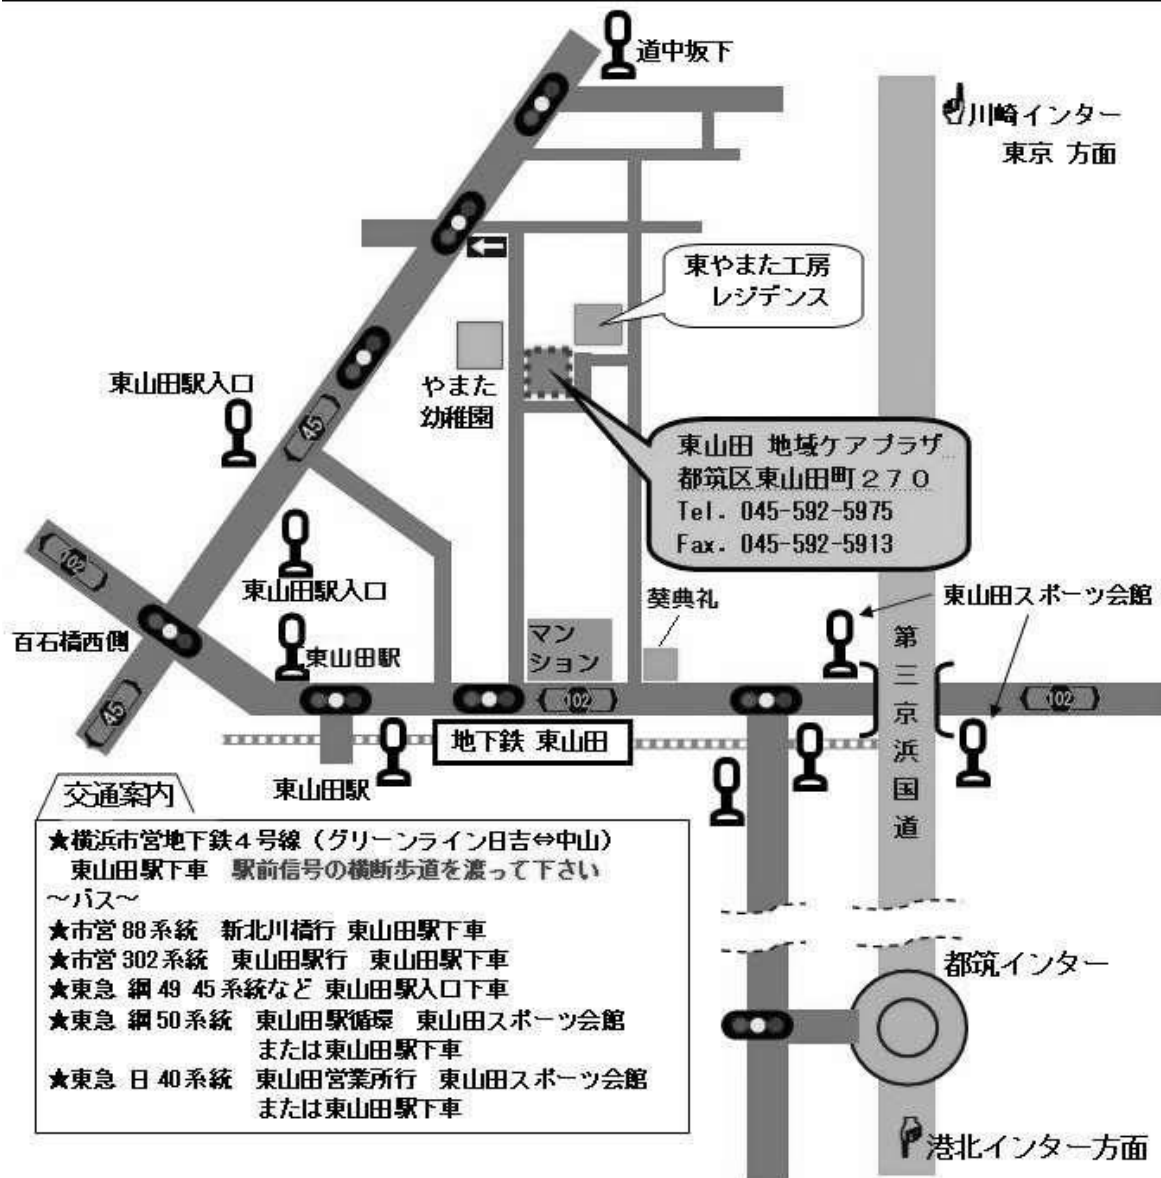 道中坂下
川崎インター
東京 方面
東やまた工房
レジデンス
東山田駅入口
やまた
幼稚園
45
東山田 地域ケアプラザ
都筑区東山田町270
Tel. 045-592-5975
Fax. 045-592-5913
102
東山田駅入口
葵典礼
東山田スポーツ会館
百石橋西側
東山田駅
マン
ション
第三京浜国道
102
102
45
地下鉄 東山田
東山田駅
交通案内
★横浜市営地下鉄4号線(グリーンライン日吉⇔中山)
東山田駅下車 駅前信号の横断歩道を渡って下さい
～バス～
★市営88系統 新北川橋行 東山田駅下車
★市営302系統 東山田駅行 東山田駅下車
★東急 綱49 45系統など 東山田駅入口下車
★東急 綱50系統 東山田駅循環 東山田スポーツ会館
または東山田駅下車
★東急 日40系統 東山田営業所行 東山田スポーツ会館
または東山田駅下車
都筑インター
港北インター方面